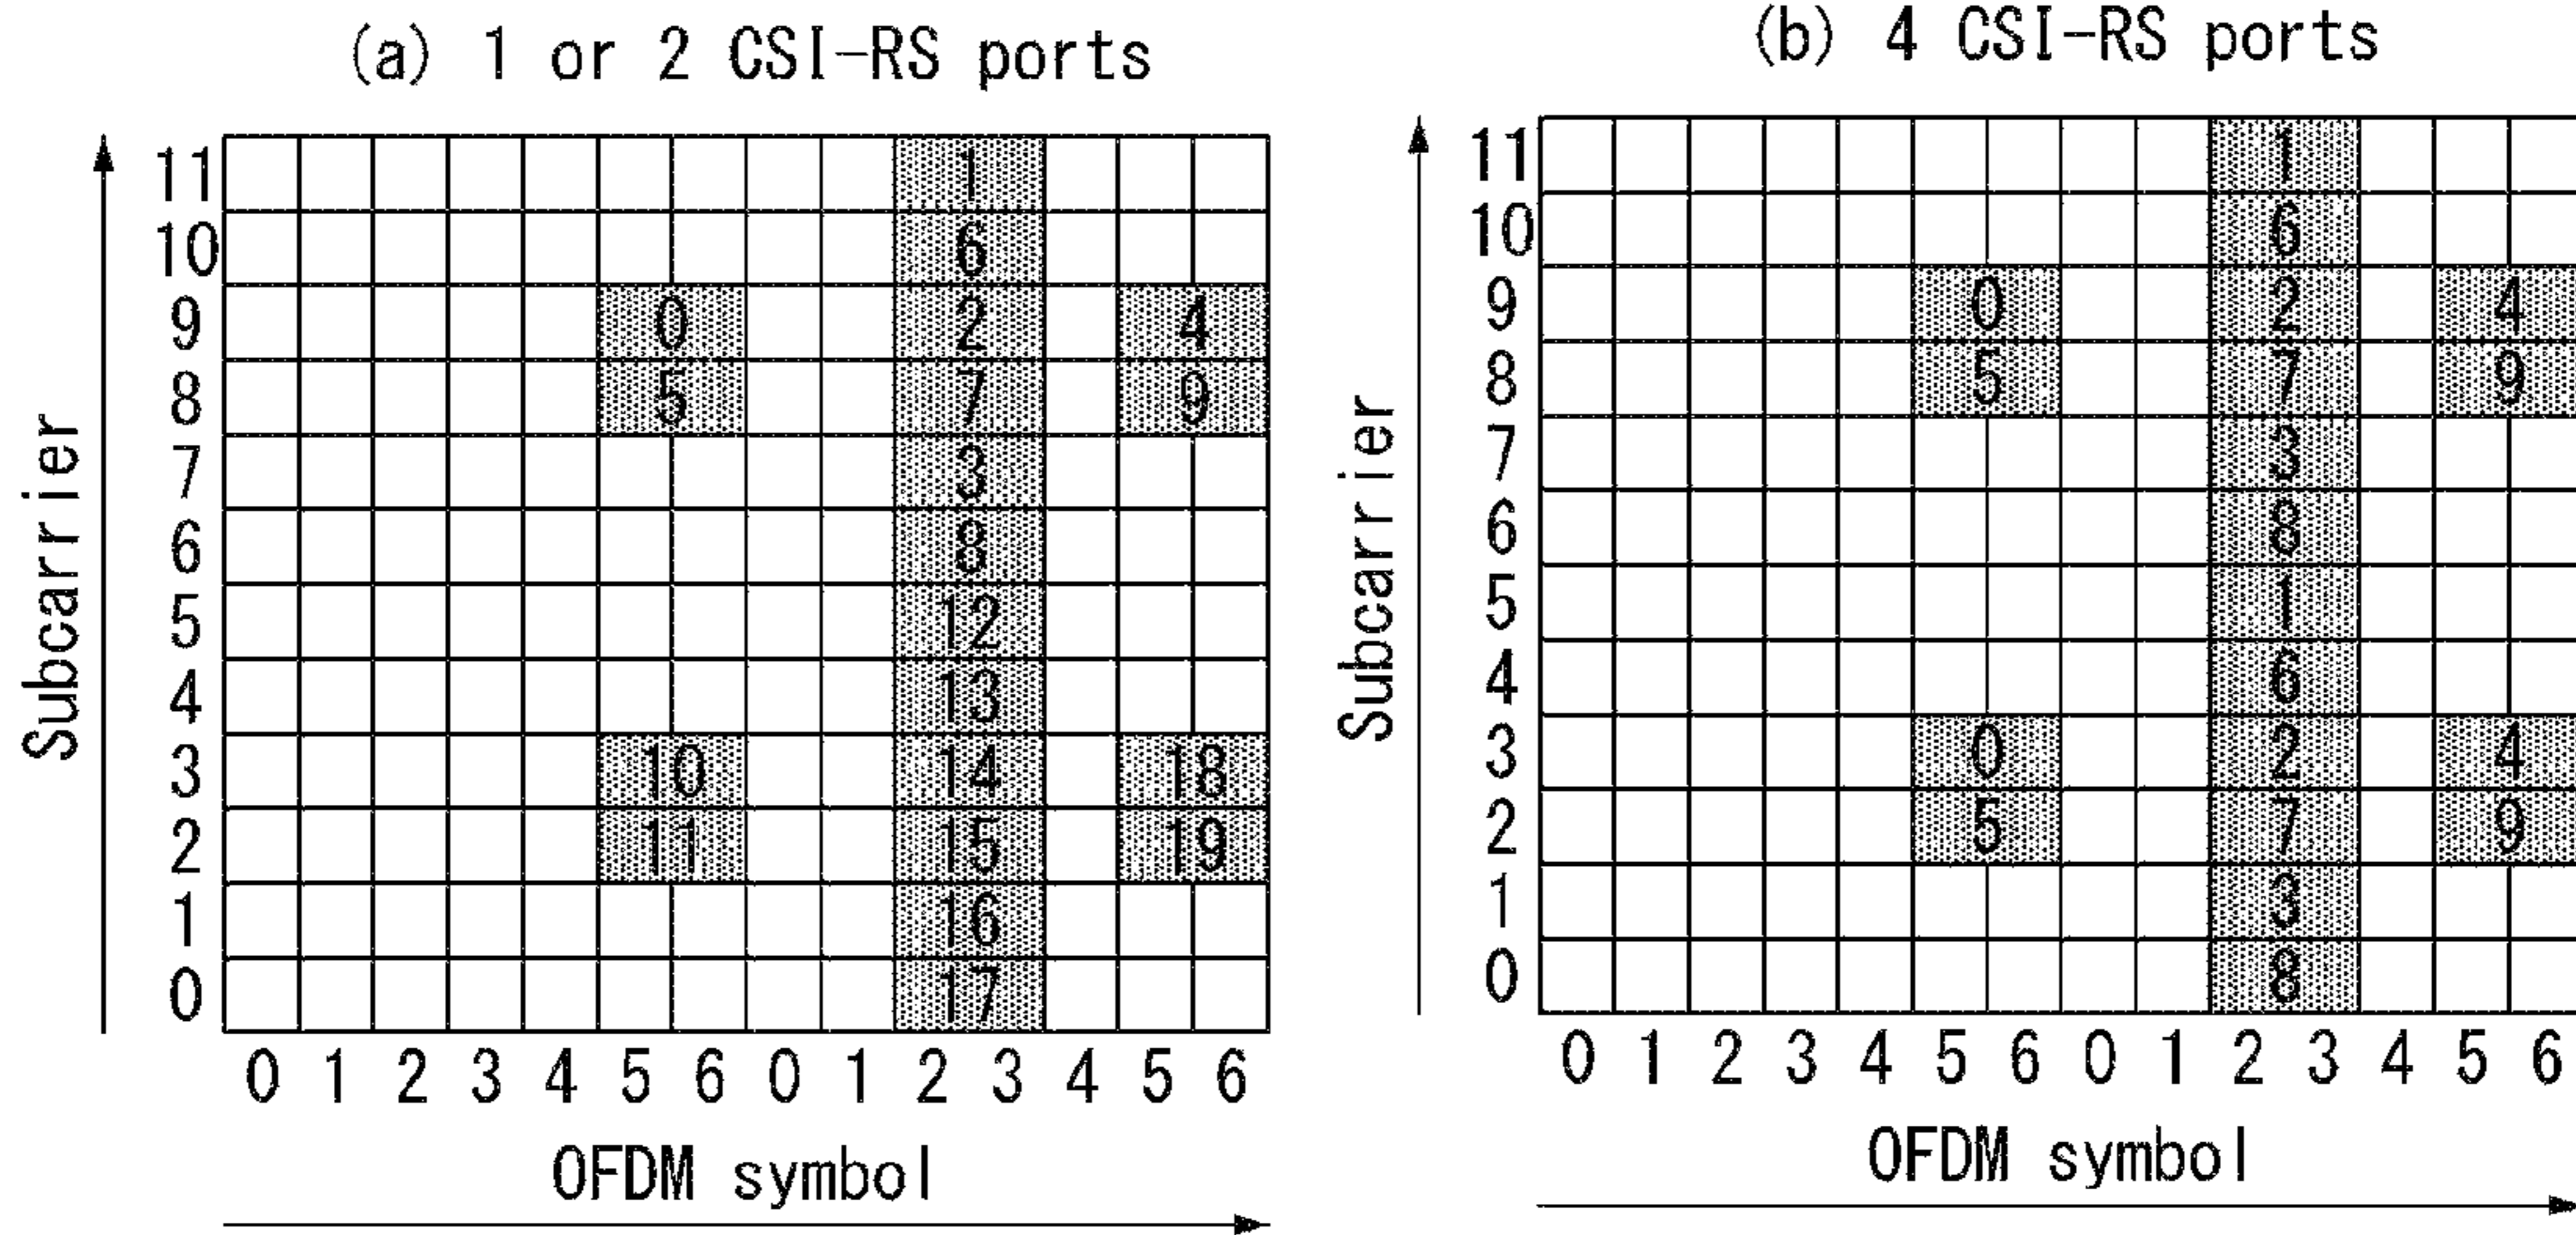 (a) 1 or 2 CSI-RS ports
Subcarrier
11 1
10 6
9 0 2 4
8 5 7 9
7 3
6 8
5 12
4 13
3 10 14 18
2 11 15 19
1 16
0 17
0 1 2 3 4 5 6 0 1 2 3 4 5 6
OFDM symbol
(b) 4 CSI-RS ports
Subcarrier
11 1
10 6
9 0 2 4
8 5 7 9
7 3
6 8
5 1
4 6
3 0 2 4
2 5 7 9
1 3
0 8
0 1 2 3 4 5 6 0 1 2 3 4 5 6
OFDM symbol